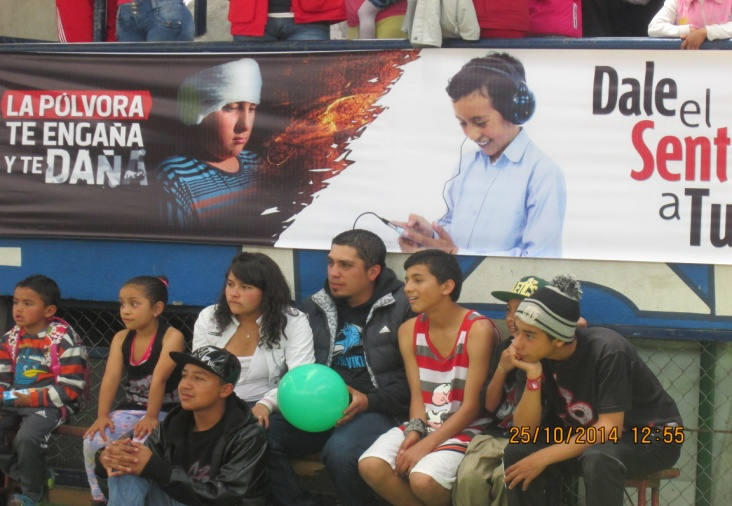 LA PÓLVORA
TE ENGAÑA
Y TE DAÑA
Dale el
Sent
a Tu
25/10/2014 12:55